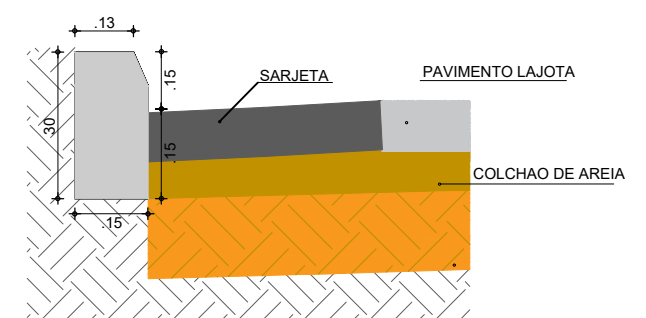 .13
SARJETA
PAVIMENTO LAJOTA
.15
30
.15
COLCHAO DE AREIA
.15